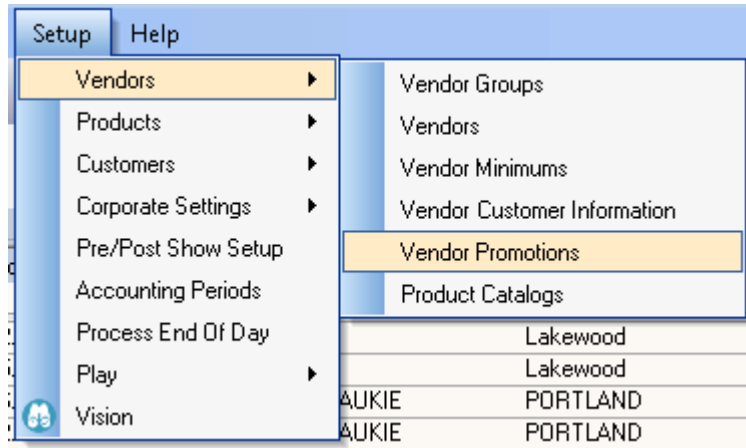 Setup Help
Vendors
Products
Customers
Corporate Settings
Pre/Post Show Setup
Accounting Periods
Process End Of Day
Play
Vision
Vendor Groups
Vendors
Vendor Minimums
Vendor Customer Information
Vendor Promotions
Product Catalogs
Lakewood
Lakewood
AUKIE PORTLAND
AUKIE PORTLAND